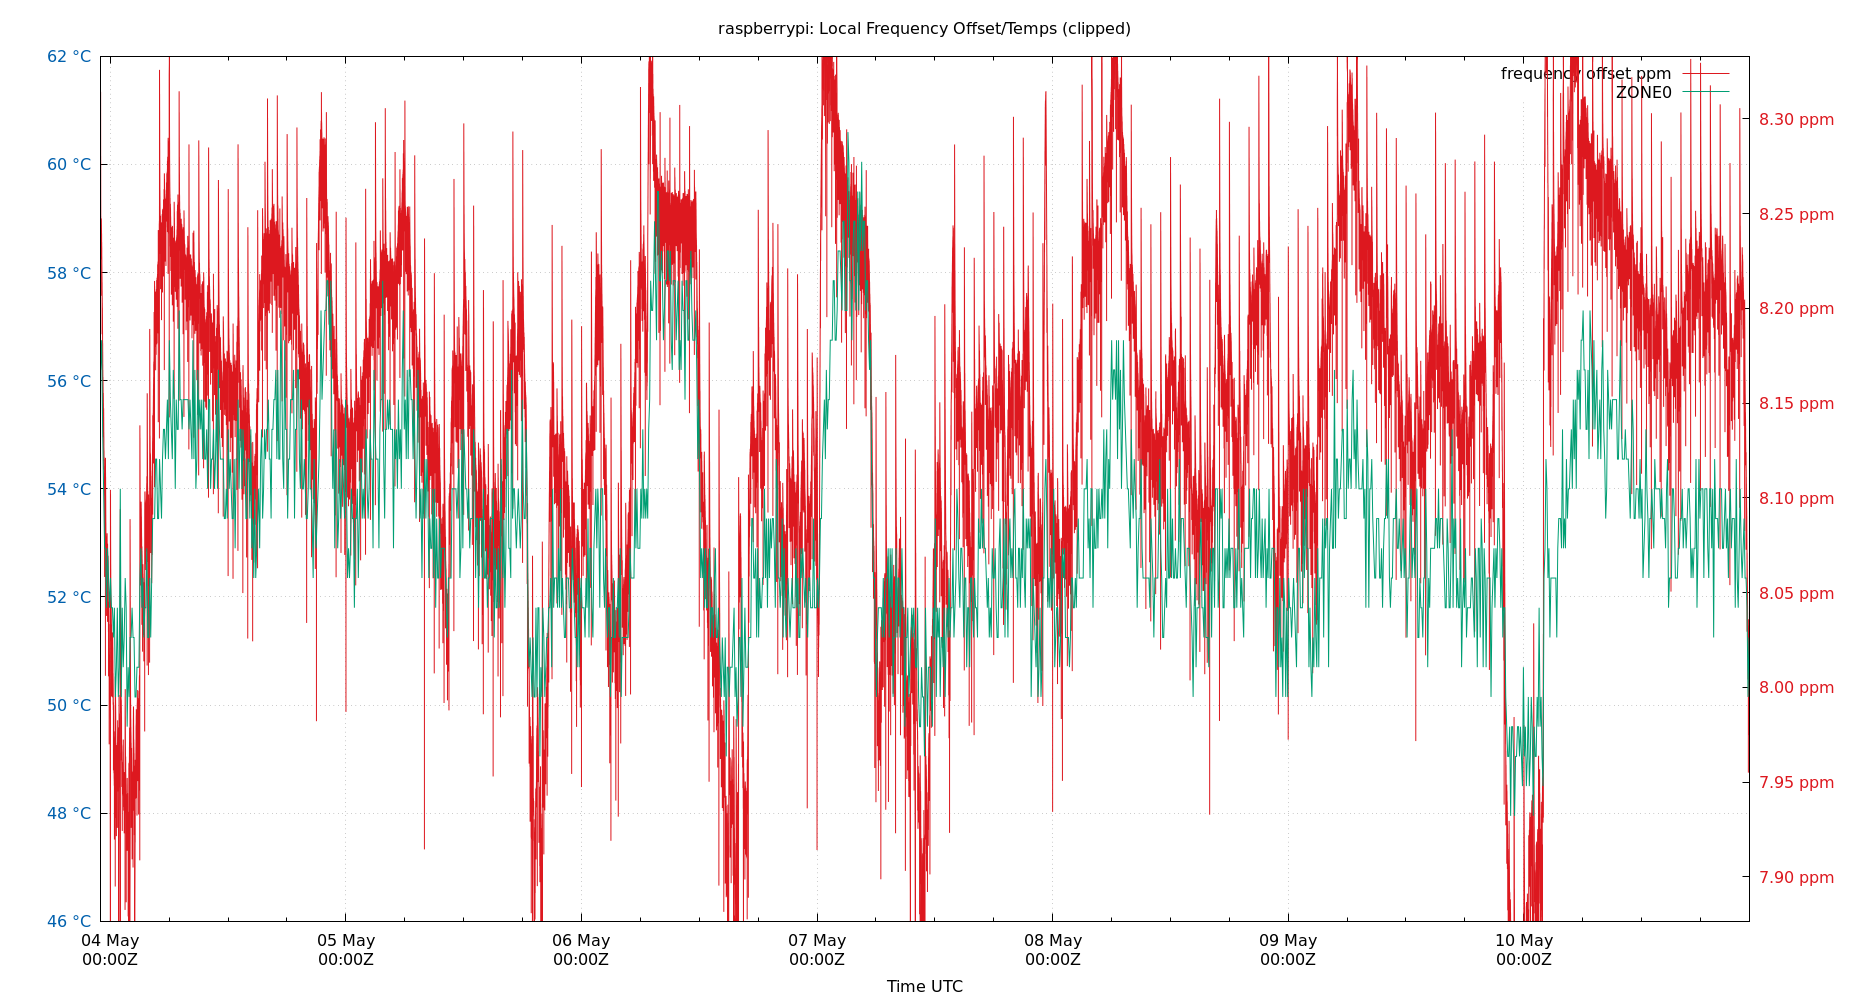 raspberrypi: Local Frequency Offset/Temps (clipped)
frequency offset ppm
ZONE0
62 °C
60 °C
58 °C
56 °C
54 °C
52 °C
50 °C
48 °C
46 °C
8.30 ppm
8.25 ppm
8.20 ppm
8.15 ppm
8.10 ppm
8.05 ppm
8.00 ppm
7.95 ppm
7.90 ppm
04 May 05 May 06 May 07 May 08 May 09 May 10 May
00:00Z 00:00Z 00:00Z 00:00Z 00:00Z 00:00Z 00:00Z
Time UTC